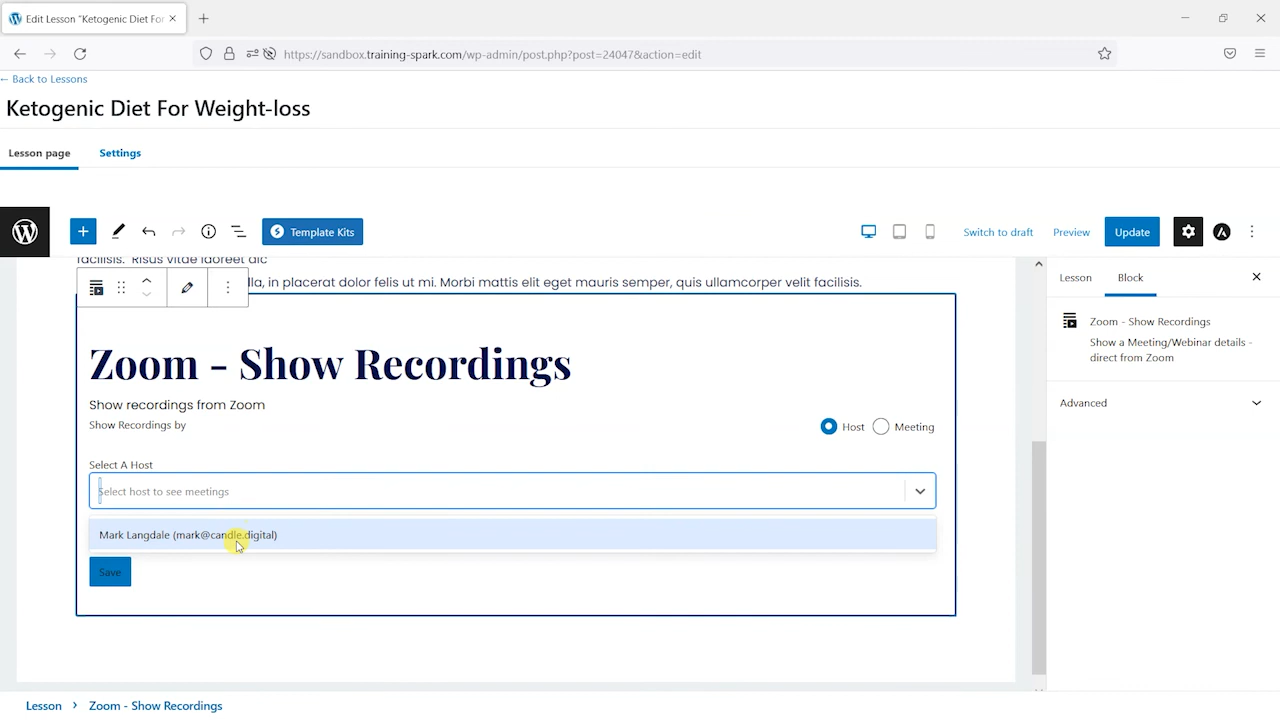 Edit Lesson "Ketogenic Diet For
https://sandbox.training-spark.com/wp-admin/post.php?post=24047&action=edit
← Back to Lessons
Ketogenic Diet For Weight-loss
Lesson page
Settings
Template Kits
Switch to draft
Preview
Update
facilisis. Risus vitae laoreet dic
lla, in placerat dolor felis ut mi. Morbi mattis elit eget mauris semper, quis ullamcorper velit facilisis.
Zoom - Show Recordings
Show recordings from Zoom
Show Recordings by
Host
Meeting
Select A Host
Select host to see meetings
Mark Langdale (mark@candle.digital)
Save
Lesson
Block
Zoom - Show Recordings
Show a Meeting/Webinar details -
direct from Zoom
Advanced
Lesson
Zoom - Show Recordings